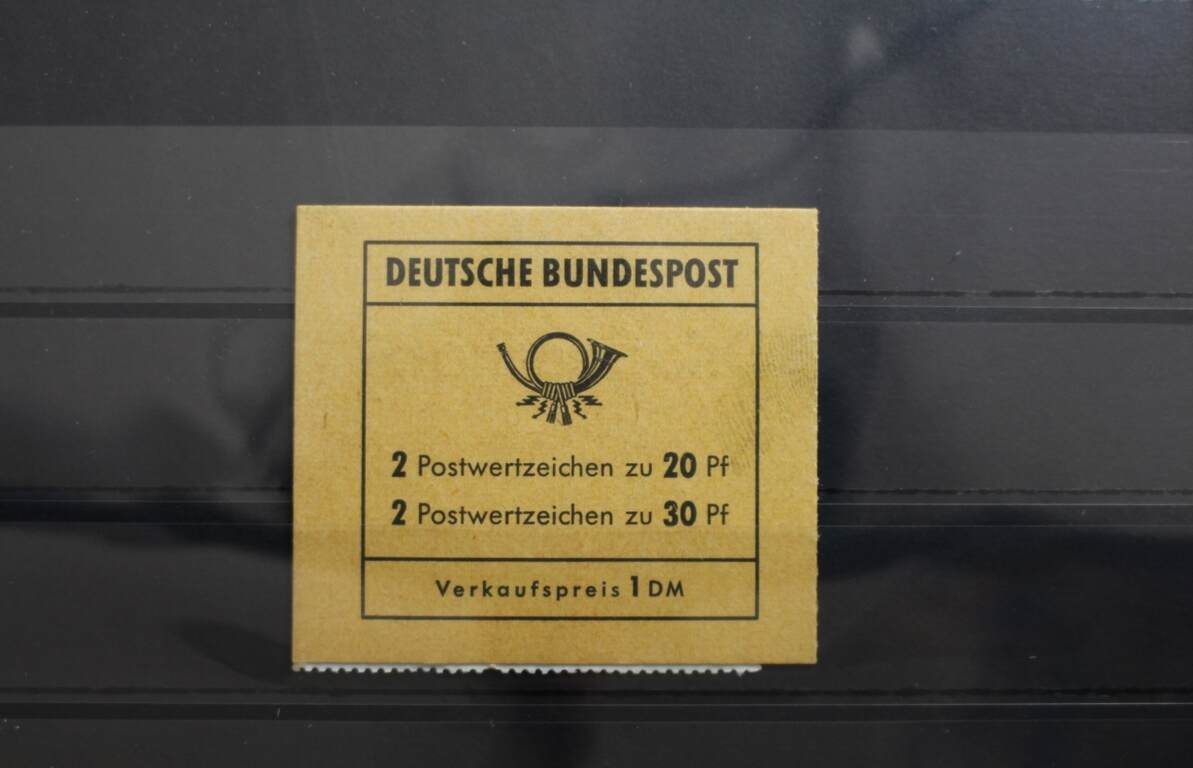 DEUTSCHE BUNDESPOST
2 Postwertzeichen zu 20 Pf
2 Postwertzeichen zu 30 Pf
Verkaufspreis 1 DM